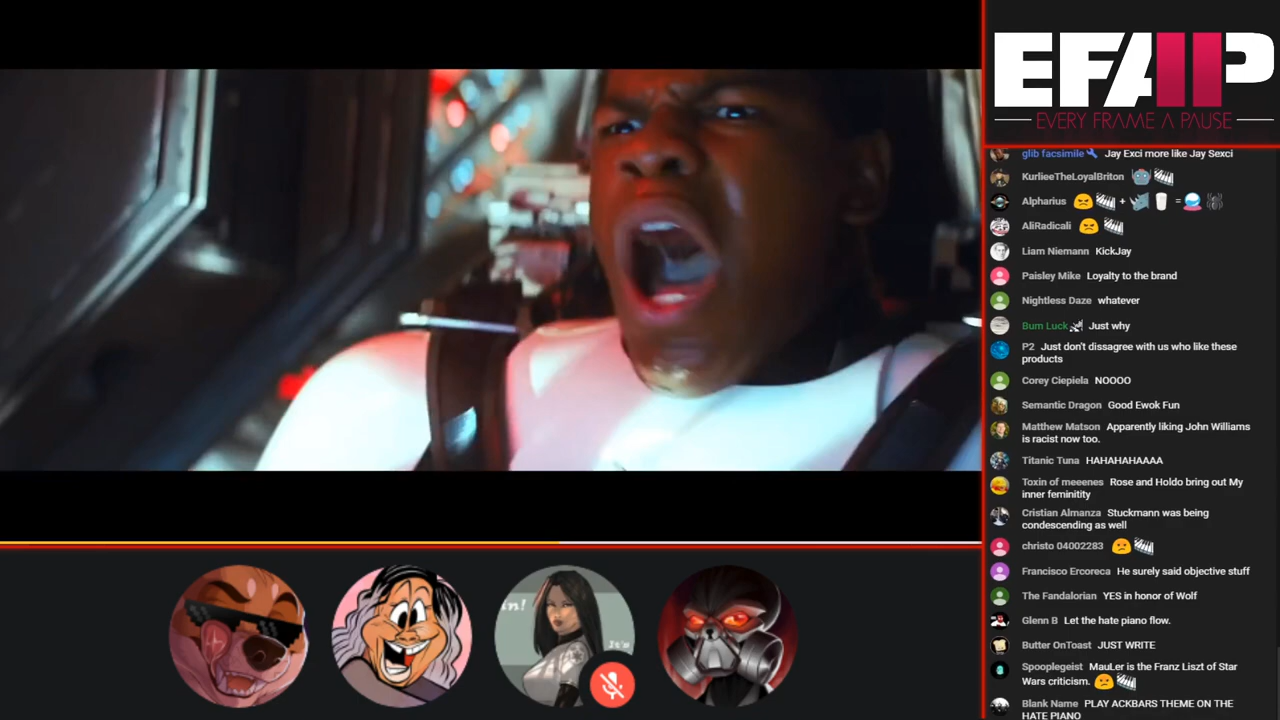 EFAP
EVERY FRAME A PAUSE
glib facsimile Jay Exci more like Jay Sexci
KurlieeTheLoyalBriton
Alpharius + =
AliRadicali
Liam Niemann KickJay
Paisley Mike Loyalty to the brand
Nightless Daze whatever
Bum Luck Just why
P2 Just don't dissagree with us who like these
products
Corey Ciepiela NOOOO
Semantic Dragon Good Ewok Fun
Matthew Matson Apparently liking John Williams
is racist now too.
Titanic Tuna HAHAHAHAAAA
Toxin of meeenes Rose and Holdo bring out My
inner feminitity
Cristian Almanza Stuckmann was being
condescending as well
christo 04002283
Francisco Ercoreca He surely said objective stuff
The Fandalorian YES in honor of Wolf
Glenn B Let the hate piano flow.
Butter OnToast JUST WRITE
Spooplegeist MauLer is the Franz Liszt of Star
Wars criticism.
Blank Name PLAY ACKBARS THEME ON THE
HATE PIANO
in!
It's